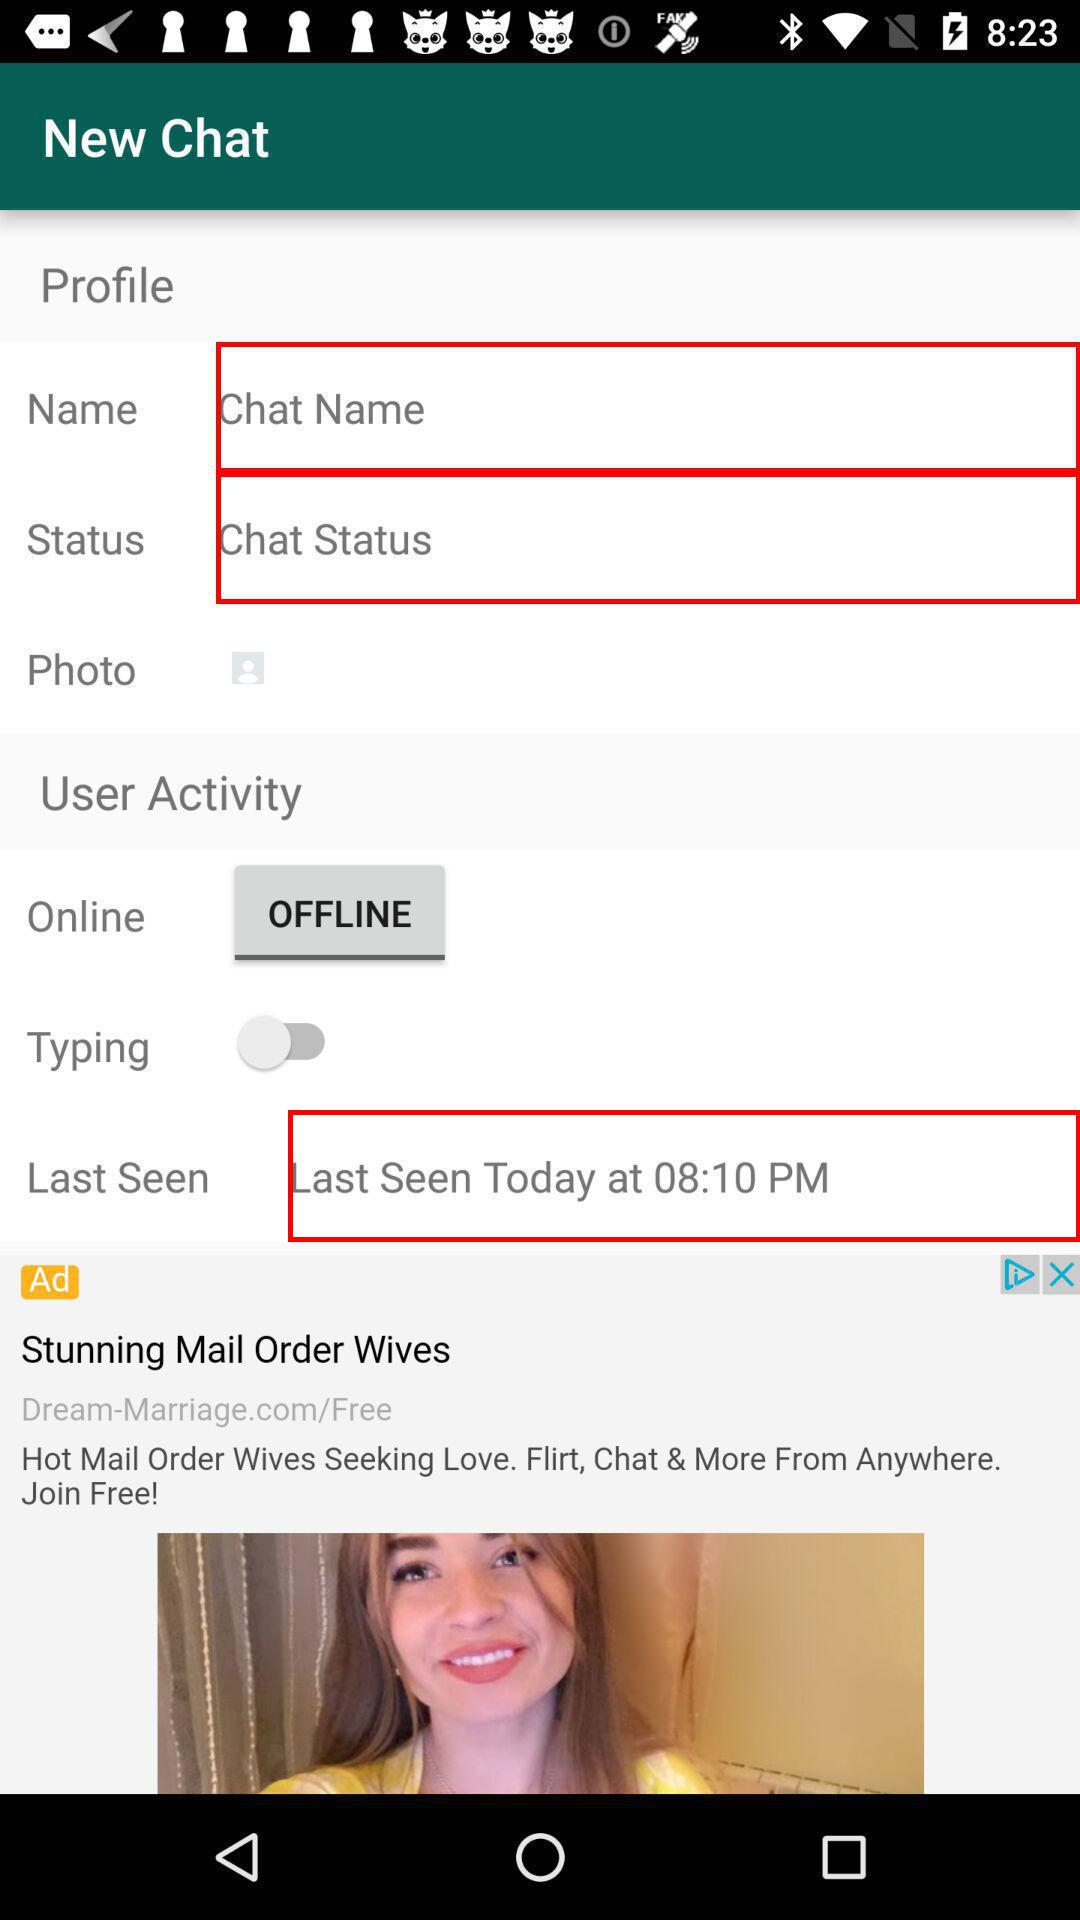 FAKE
8:23
New Chat
Profile
Name
Chat Name
Status
Chat Status
Photo
User Activity
Online
OFFLINE
Typing
Last Seen
Last Seen Today at 08:10 PM
Ad
Stunning Mail Order Wives
Dream-Marriage.com/Free
Hot Mail Order Wives Seeking Love. Flirt, Chat & More From Anywhere.
Join Free!